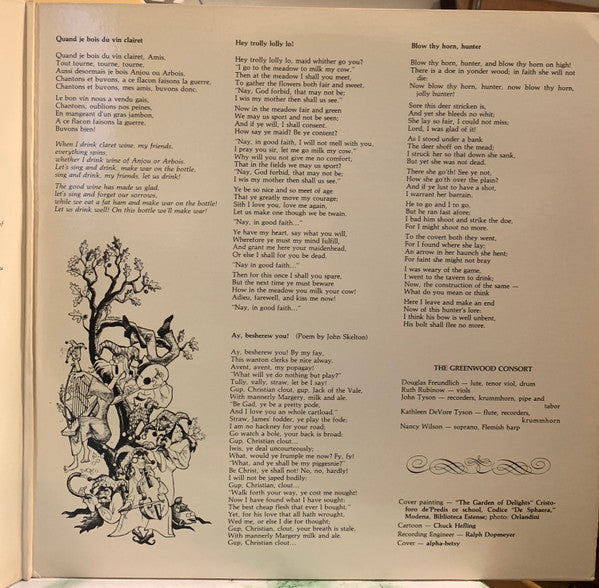 Quand je bois du vin clairet
Quand je bois du vin clairet, Amis,
Tout tourne, tourne, tourne,
Aussi desormais je bois Anjou ou Arbois.
Chantons et buvons, a ce flacon faisons la guerre,
Chantons et buvons, mes amis, buvons donc.
Le bon vin nous a vendu gais,
Chantons, oublions nos peines,
En mangeant d'un gras jambon,
A ce flacon faisons la guerre.
Buvons bien!
When I drink claret wine, my friends,
everything spins,
whether I drink wine of Anjou or Arbois.
Let's sing and drink, make war on the bottle,
sing and drink, my friends, let us drink!
The good wine has made us glad,
let's sing and forget our sorrows,
while we eat a fat ham and make war on the bottle!
Let us drink well! On this bottle we'll make war!
Hey trolly lolly lo!
Hey trolly lolly lo, maid whither go you?
"I go to the meadow to milk my cow."
Then at the meadow I shall you meet,
To gather the flowers both fair and sweet.
"Nay, God forbid, that may not be;
I wis my mother then shall us see."
Now in the meadow fair and green
We may us sport and not be seen;
And if ye will, I shall consent.
How say ye maid? Be ye content?
"Nay, in good faith, I will not mell with you,
I pray you sir, let me go milk my cow."
Why will you not give me no comfort,
That in the fields we may us sport?
"Nay, God forbid, that may not be;
I wis my mother then shall us see."
Ye be so nice and so meet of age
That ye greatly move my courage;
Sith I love you, love me again,
Let us make one though we be twain.
"Nay, in good faith..."
Ye have my heart, say what you will,
Wherefore ye must my mind fulfill,
And grant me here your maidenhead,
Or else I shall for you be dead.
"Nay in good faith..."
Then for this once I shall you spare.
But the next time ye must beware
How in the meadow you milk your cow!
Adieu, farewell, and kiss me now!
"Nay, in good faith..."
Ay, besherew you! (Poem by John Skelton)
Ay, beshrew you! By my fay,
This wanton clerks be nice alway.
Avent, avent, my popagay!
"What will ye do nothing but play?"
Tully, vally, straw, let be I say!
Gup, Christian clout, gup, Jack of the Vale,
With mannerly Margery, milk and ale.
"Be Gad, ye be a pretty pode,
And I love you an whole cartload."
Straw, James' fodder, ye play the fode;
I am no hackney for your road;
Go watch a bole, your back is broad:
Gup, Christian clout...
Iwis, ye deal uncourteously;
What, would ye frumple me now? Fy, fy!
"What, and ye shall be my piggesnie?"
Be Christ, ye shall not! No, no, hardly!
I will not be japed bodily:
Gup, Christian, clout...
"Walk forth your way, ye cost me nought!
Now I have found what I have sought:
The best cheap flesh that ever I bought."
Yet, for his love that all hath wrought,
Wed me, or else I die for thought;
Gup, Christian, clout, your breath is stale,
With mannerly Margery milk and ale.
Gup, Christian clout...
Blow thy horn, hunter
Blow thy horn, hunter, and blow thy horn on high!
There is a doe in yonder wood; in faith she will not
die:
Now blow thy horn, hunter, now blow thy horn,
jolly hunter!
Sore this deer stricken is,
And yet she bleeds no whit;
She lay so fair, I could not miss;
Lord, I was glad of it!
As I stood under a bank
The deer shoff on the mead;
I struck her so that down she sank,
But yet she was not dead.
There she go'th! See ye not,
How she go'th over the plain?
And if ye lust to have a shot,
I warrant her barrain.
He to go and I to go,
But he ran fast afore;
I bad him shoot and strike the doe,
For I might shoot no more.
To the covert both they went,
For I found where she lay;
An arrow in her haunch she hent;
For faint she might not bray
I was weary of the game,
I went to the tavern to drink;
Now, the construction of the same —
What do you mean or think
Here I leave and make an end
Now of this hunter's lore:
I think his bow is well unbent,
His bolt shall flee no more.
THE GREENWOOD CONSORT
Douglas Freundlich — lute, tenor viol, drum
Ruth Rubinow — viols
John Tyson — recorders, krummhorn, pipe and
tabor
Kathleen DeVore Tyson — flute, recorders,
krummhorn
Nancy Wilson — soprano, Flemish harp
Cover painting — "The Garden of Delights" Cristo-
foro de'Predis or school, Codice "De Sphaera,"
Modena, Biblioteca Estense; photo: Orlandini
Cartoon — Chuck Hefling
Recording Engineer — Ralph Dopmeyer
Cover — alpha-betsy